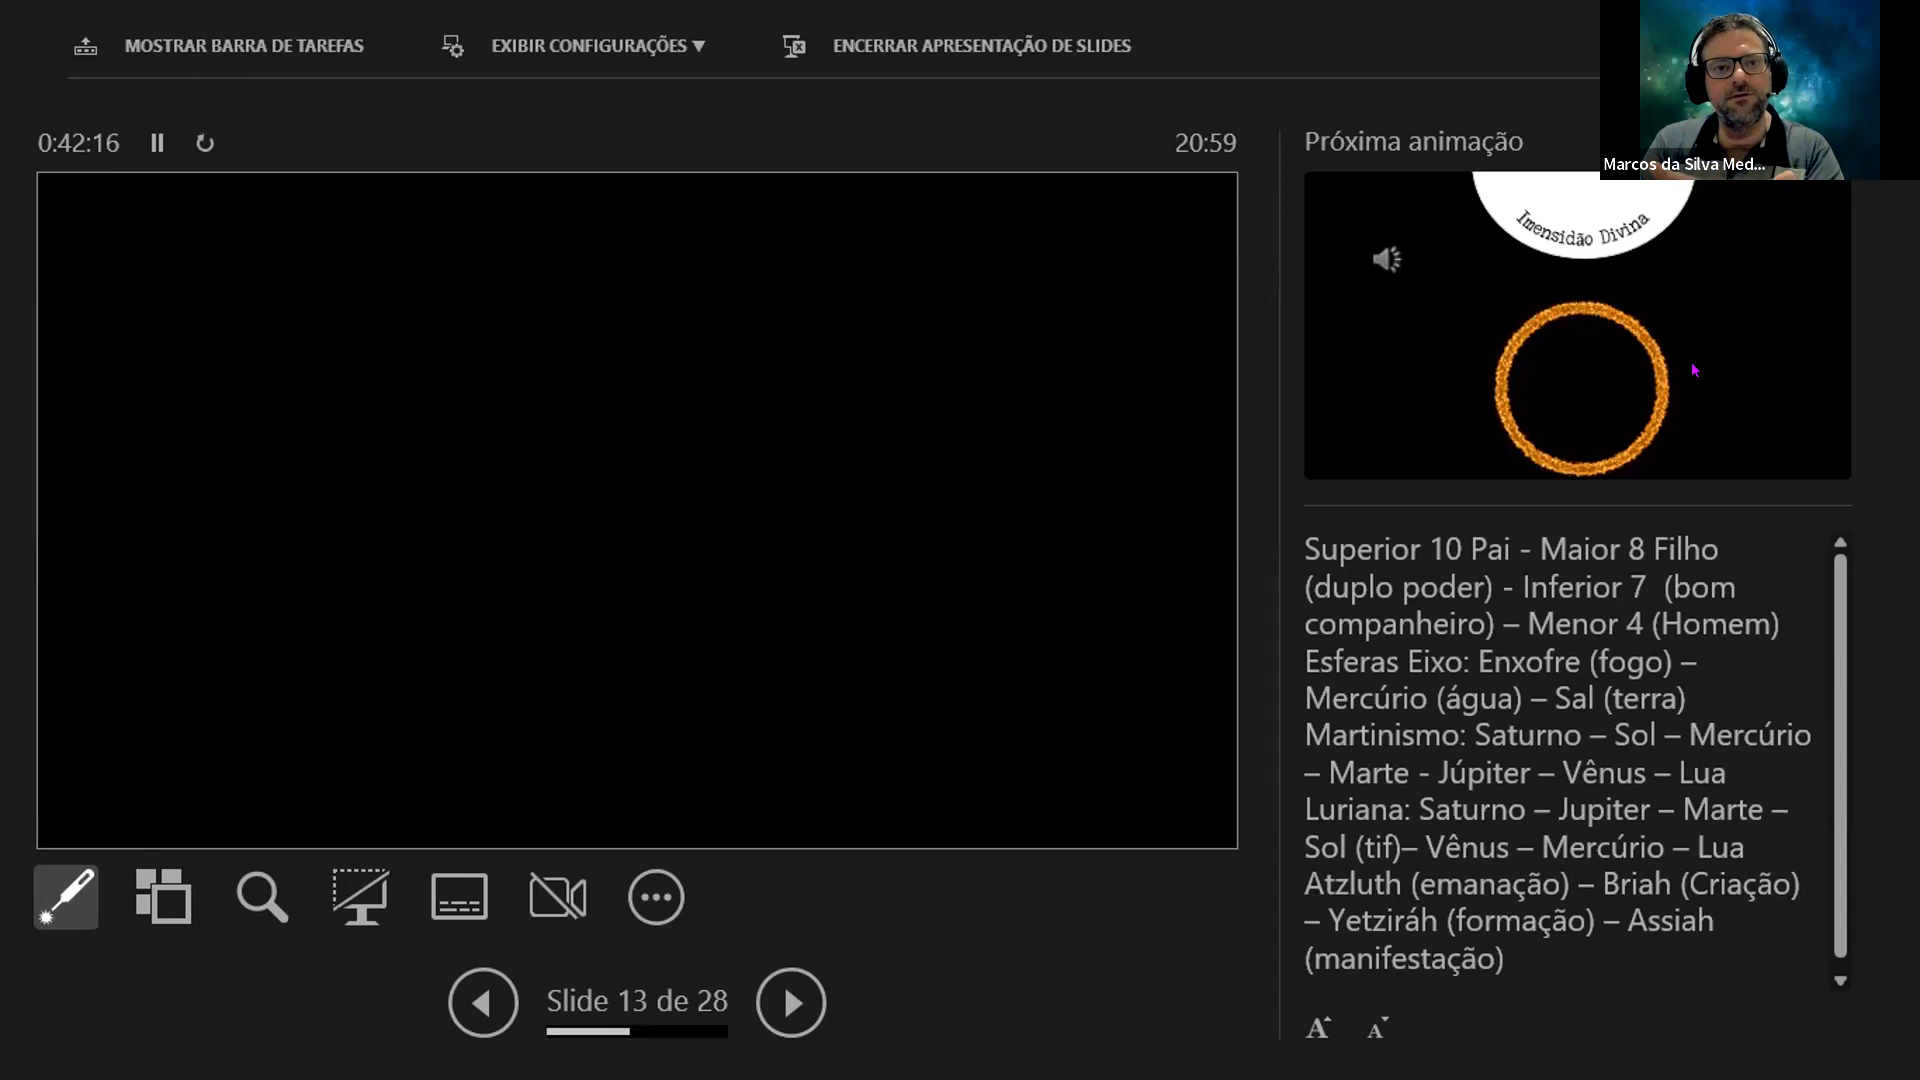 MOSTRAR BARRA DE TAREFAS
EXIBIR CONFIGURAÇÕES ▼
ENCERRAR APRESENTAÇÃO DE SLIDES
Marcos da Silva Med...
0:42:16
20:59
Próxima animação
Imensidão Divina
Superior 10 Pai - Maior 8 Filho
(duplo poder) - Inferior 7 (bom
companheiro) – Menor 4 (Homem)
Esferas Eixo: Enxofre (fogo) –
Mercúrio (água) – Sal (terra)
Martinismo: Saturno – Sol – Mercúrio
– Marte - Júpiter – Vênus – Lua
Luriana: Saturno – Jupiter – Marte –
Sol (tif)– Vênus – Mercúrio – Lua
Atzluth (emanação) – Briah (Criação)
– Yetziráh (formação) – Assiah
(manifestação)
Slide 13 de 28
A A